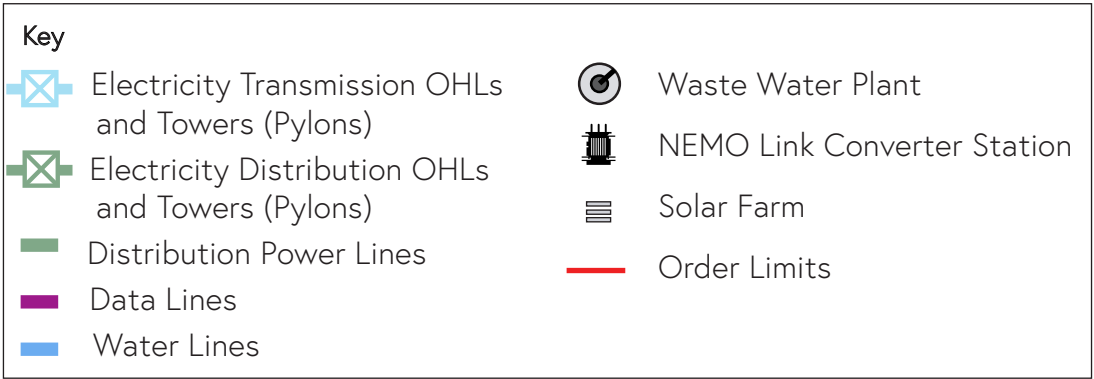 Key
Electricity Transmission OHLs
and Towers (Pylons)
Electricity Distribution OHLs
and Towers (Pylons)
Distribution Power Lines
Data Lines
Water Lines
Waste Water Plant
NEMO Link Converter Station
Solar Farm
Order Limits